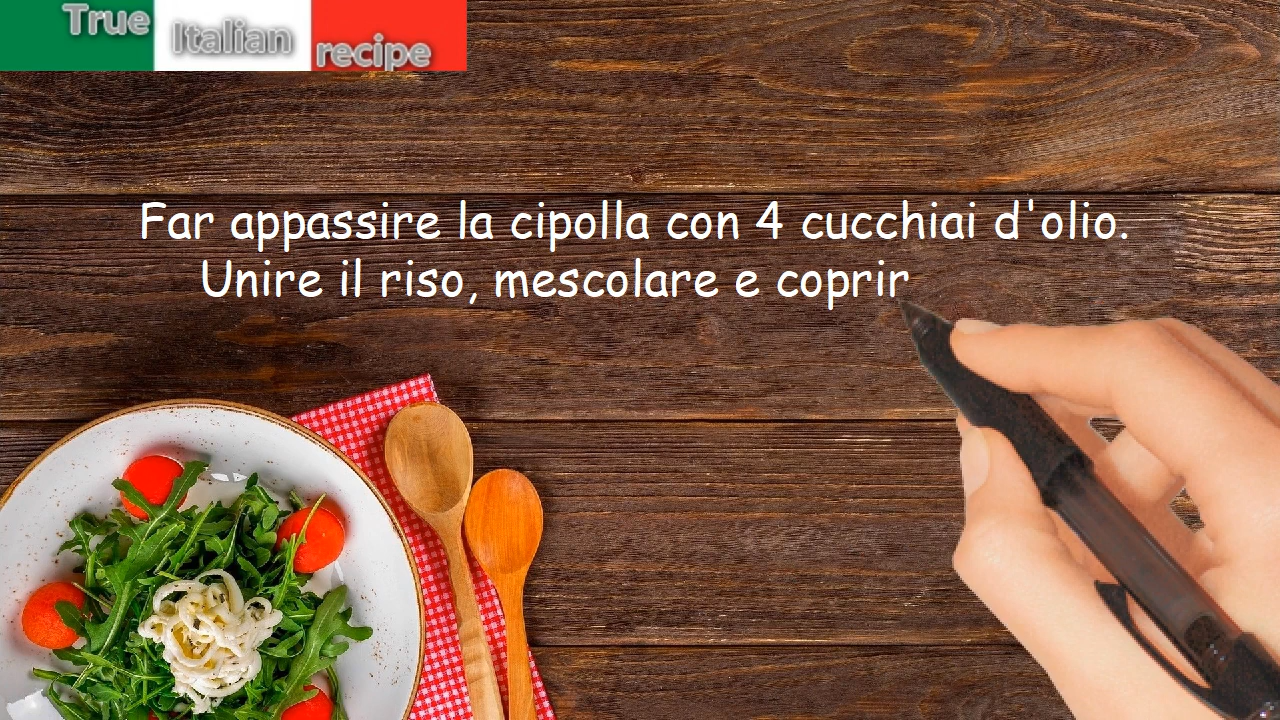 True Italian recipe
Far appassire la cipolla con 4 cucchiai d'olio.
Unire il riso, mescolare e coprir